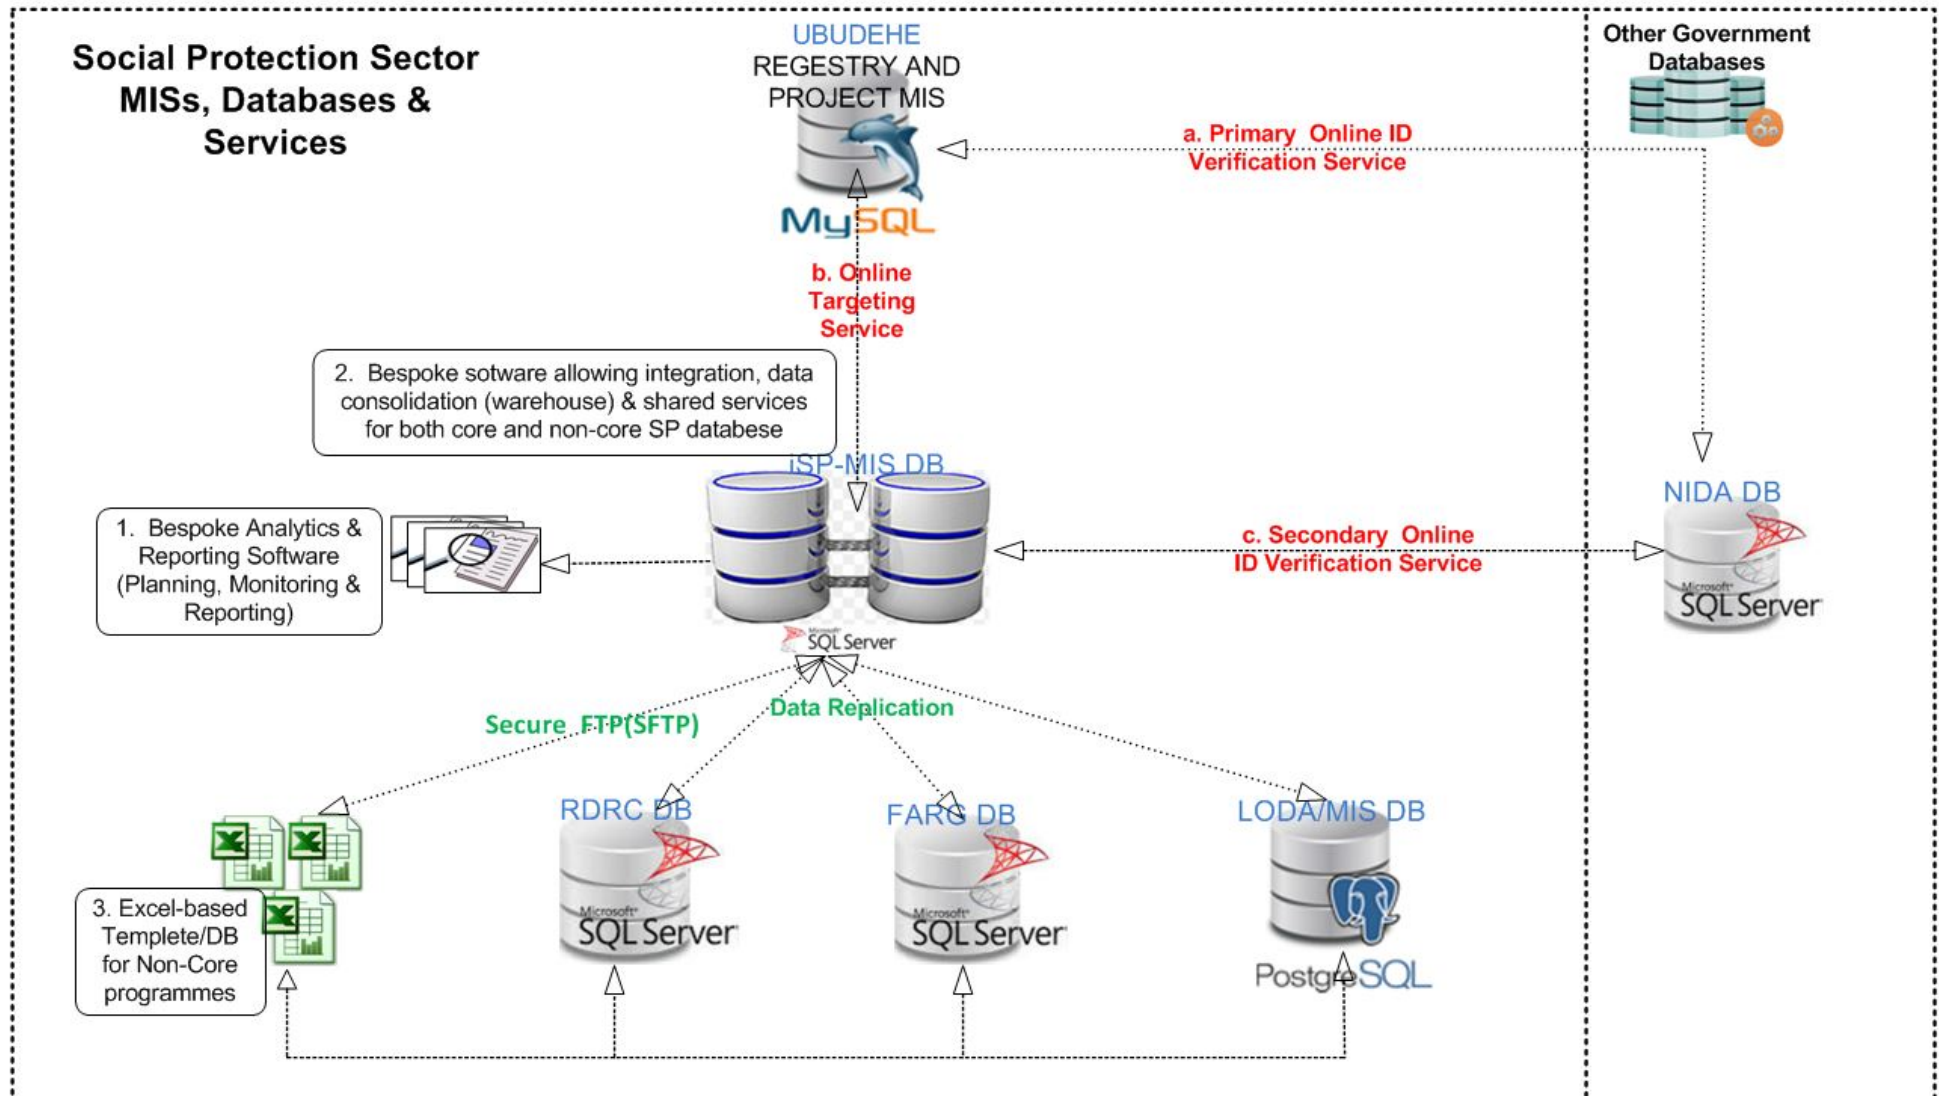 Social Protection Sector
MISs, Databases &
Services
UBUDEHE
REGESTRY AND
PROJECT MIS
MySQL
Other Government
Databases
a. Primary Online ID
Verification Service
b. Online
Targeting
Service
2. Bespoke sotware allowing integration, data
consolidation (warehouse) & shared services
for both core and non-core SP databese
iSP-MIS DB
Microsoft
SQL Server
1. Bespoke Analytics &
Reporting Software
(Planning, Monitoring &
Reporting)
c. Secondary Online
ID Verification Service
NIDA DB
Microsoft
SQL Server
Secure FTP(SFTP)
Data Replication
3. Excel-based
Templete/DB
for Non-Core
programmes
RDRC DB
Microsoft
SQL Server
FARG DB
Microsoft
SQL Server
LODA/MIS DB
PostgreSQL